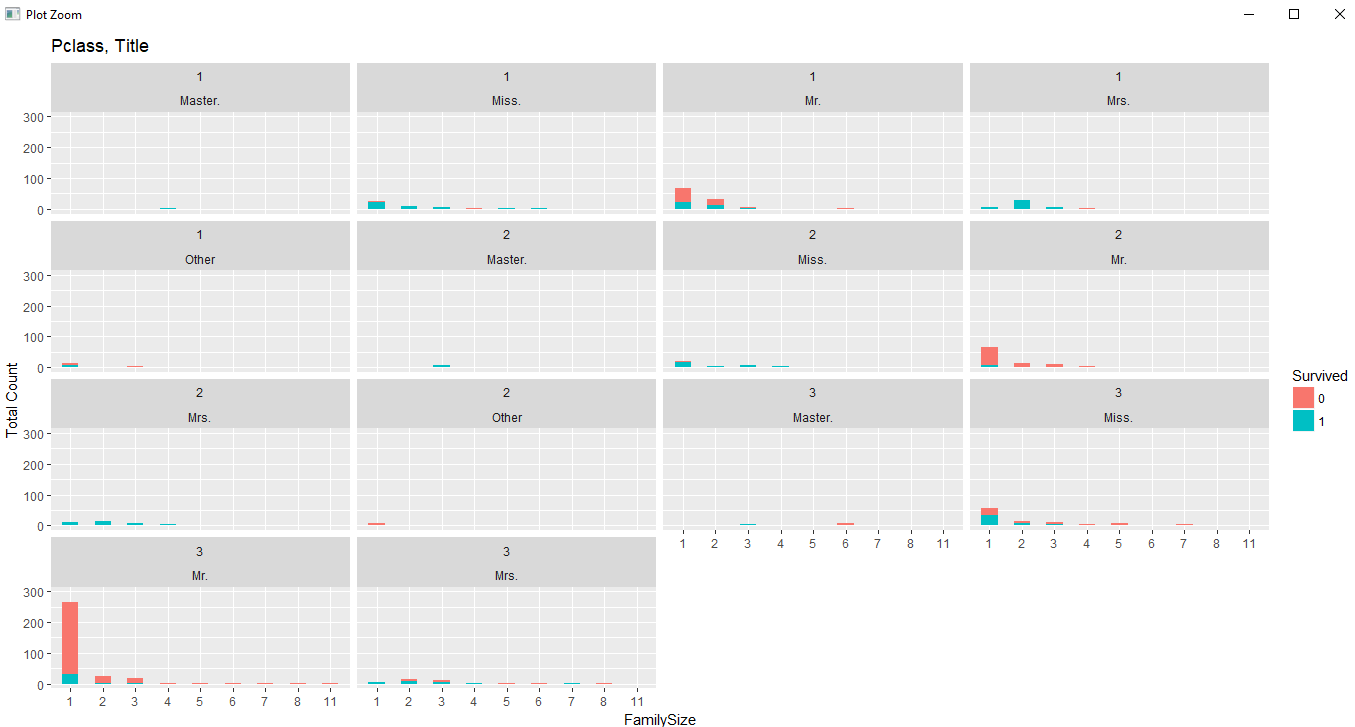 Plot Zoom
Pclass, Title
1 1 1 1
Master. Miss. Mr. Mrs.
300
200
100
0
1 2 2 2
Other Master. Miss. Mr.
300
200
100
0
2 2 3 3
Mrs. Other Master. Miss.
300
200
100
0
1 2 3 4 5 6 7 8 11 1 2 3 4 5 6 7 8 11
3 3
Mr. Mrs.
300
200
100
0
1 2 3 4 5 6 7 8 11 1 2 3 4 5 6 7 8 11
Total Count
FamilySize
Survived
0
1